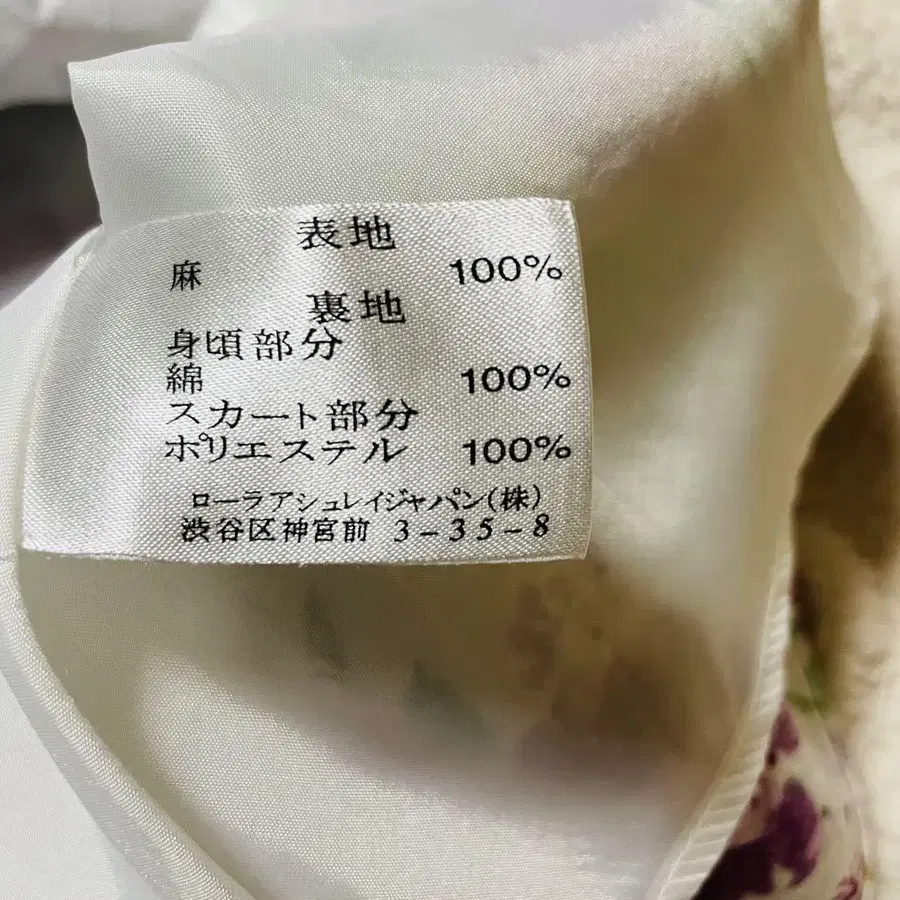 表地
麻 100%
裏地
身頃部分
綿 100%
スカート部分
ポリエステル 100%
ローラアシュレイジャパン(株)
渋谷区神宮前 3-35-8